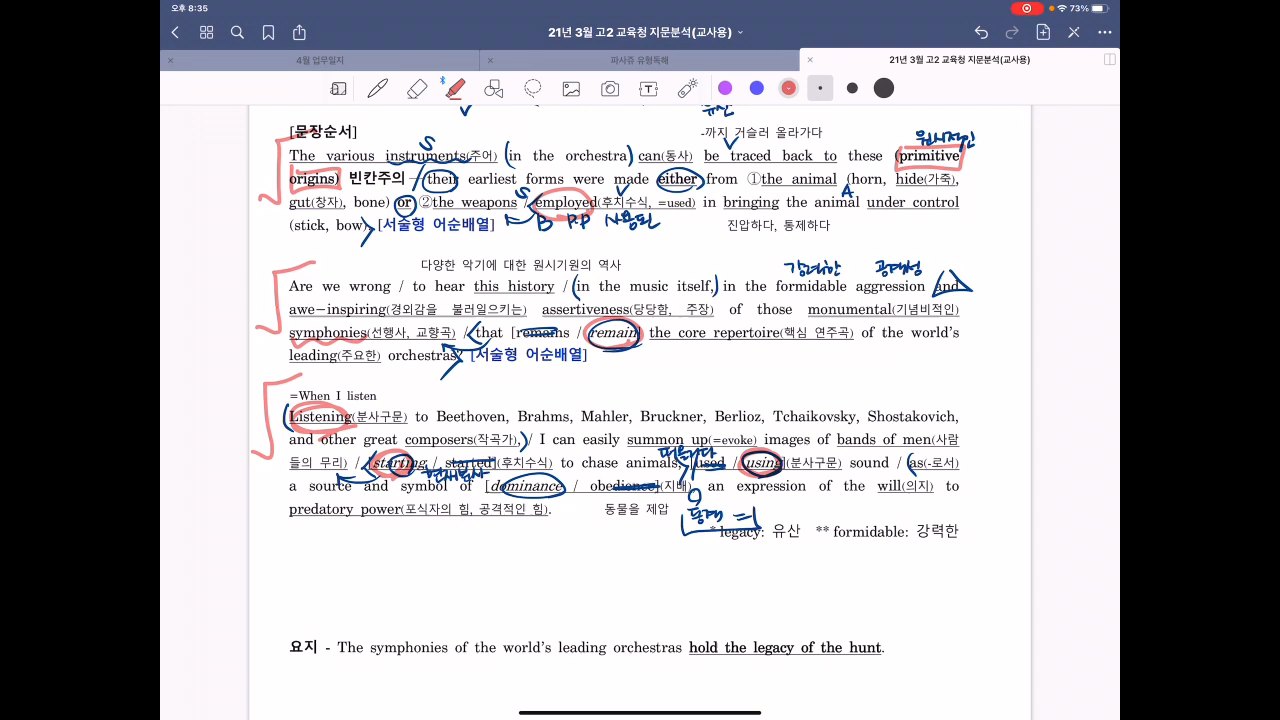 오후 8:35
73%
21년 3월 고2 교육청 지문분석(교사용)
4월 업무일지
파사쥬 유형독해
21년 3월 고2 교육청 지문분석(교사용)
유산
[문장순서]
-까지 거슬러 올라가다
원시적인
S
V
The various instruments(주어) (in the orchestra) can(동사) be traced back to these (primitive
origins) 빈칸주의 — their earliest forms were made either from ①the animal (horn, hide(가죽),
S
V
A
gut(창자), bone) or ②the weapons / employed(후치수식, =used) in bringing the animal under control
(stick, bow). [서술형 어순배열]
B P.P 사용된
진압하다, 통제하다
다양한 악기에 대한 원시기원의 역사
강력한 공격성
Are we wrong / to hear this history / (in the music itself,) in the formidable aggression and
awe-inspiring(경외감을 불러일으키는) assertiveness(당당함, 주장) of those monumental(기념비적인)
symphonies(선행사, 교향곡) / that [remains / remain] the core repertoire(핵심 연주곡) of the world's
leading(주요한) orchestras? [서술형 어순배열]
=When I listen
Listening(분사구문) to Beethoven, Brahms, Mahler, Bruckner, Berlioz, Tchaikovsky, Shostakovich,
and other great composers(작곡가), / I can easily summon up(=evoke) images of bands of men(사람
떠올리다
들의 무리) / [starting / started](후치수식) to chase animals, [used / using](분사구문) sound / (as(-로서)
현재분사
a source and symbol of [dominance / obedience](지배) an expression of the will(의지) to
predatory power(포식자의 힘, 공격적인 힘).
동물을 제압
동격 =
* legacy: 유산 ** formidable: 강력한
요지 - The symphonies of the world's leading orchestras hold the legacy of the hunt.